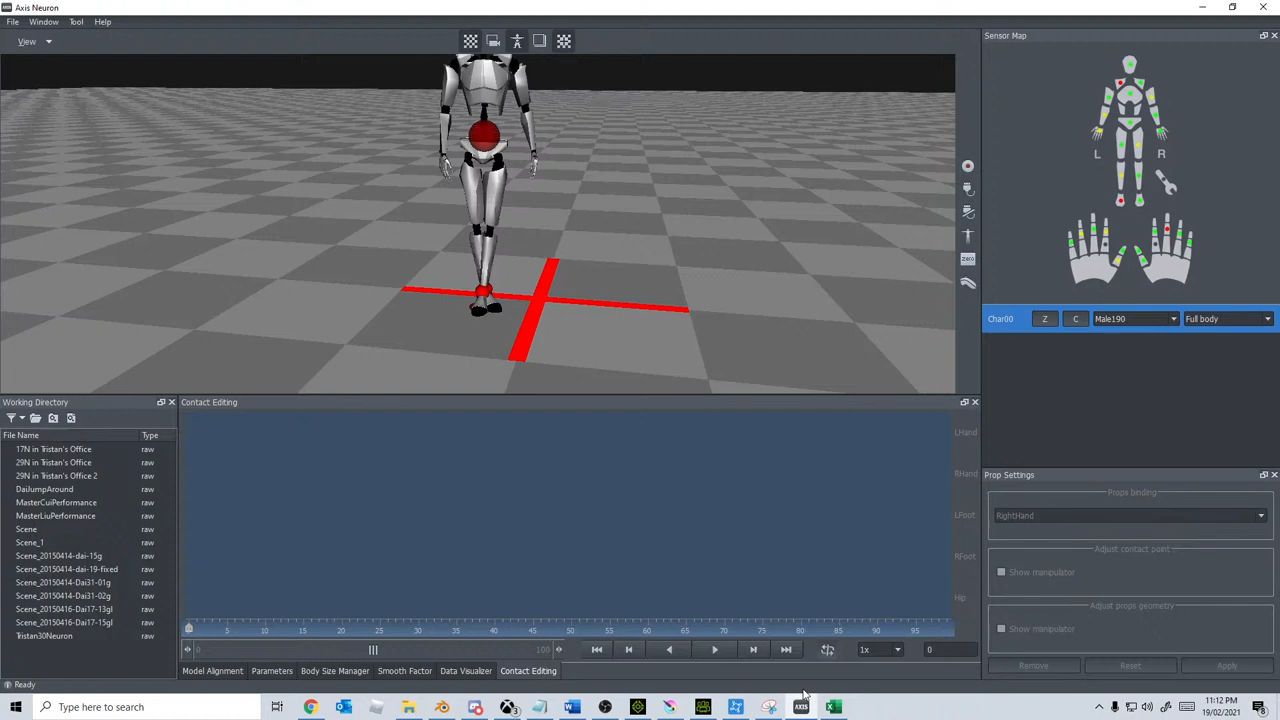 Axis Neuron
File Window Tool Help
View
Sensor Map
L R
zero
Char00 Z C Male190 Full body
Working Directory
File Name Type
17N in Tristan's Office raw
29N in Tristan's Office raw
29N in Tristan's Office 2 raw
DaiJumpAround raw
MasterCuiPerformance raw
MasterLiuPerformance raw
Scene raw
Scene_1 raw
Scene_20150414-dai-15g raw
Scene_20150414-dai-19-fixed raw
Scene_20150414-Dai31-01g raw
Scene_20150414-Dai31-02g raw
Scene_20150416-Dai17-13gl raw
Scene_20150416-Dai17-15gl raw
Tristan30Neuron raw
Contact Editing
LHand
RHand
LFoot
RFoot
Hip
5 10 15 20 25 30 35 40 45 50 55 60 65 70 75 80 85 90 95
0 100 1x 0
Model Alignment Parameters Body Size Manager Smooth Factor Data Visualizer Contact Editing
Prop Settings
Props binding
RightHand
Adjust contact point
Show manipulator
Adjust props geometry
Show manipulator
Remove Reset Apply
Ready
Type here to search
AXIS
11:12 PM
19/02/2021